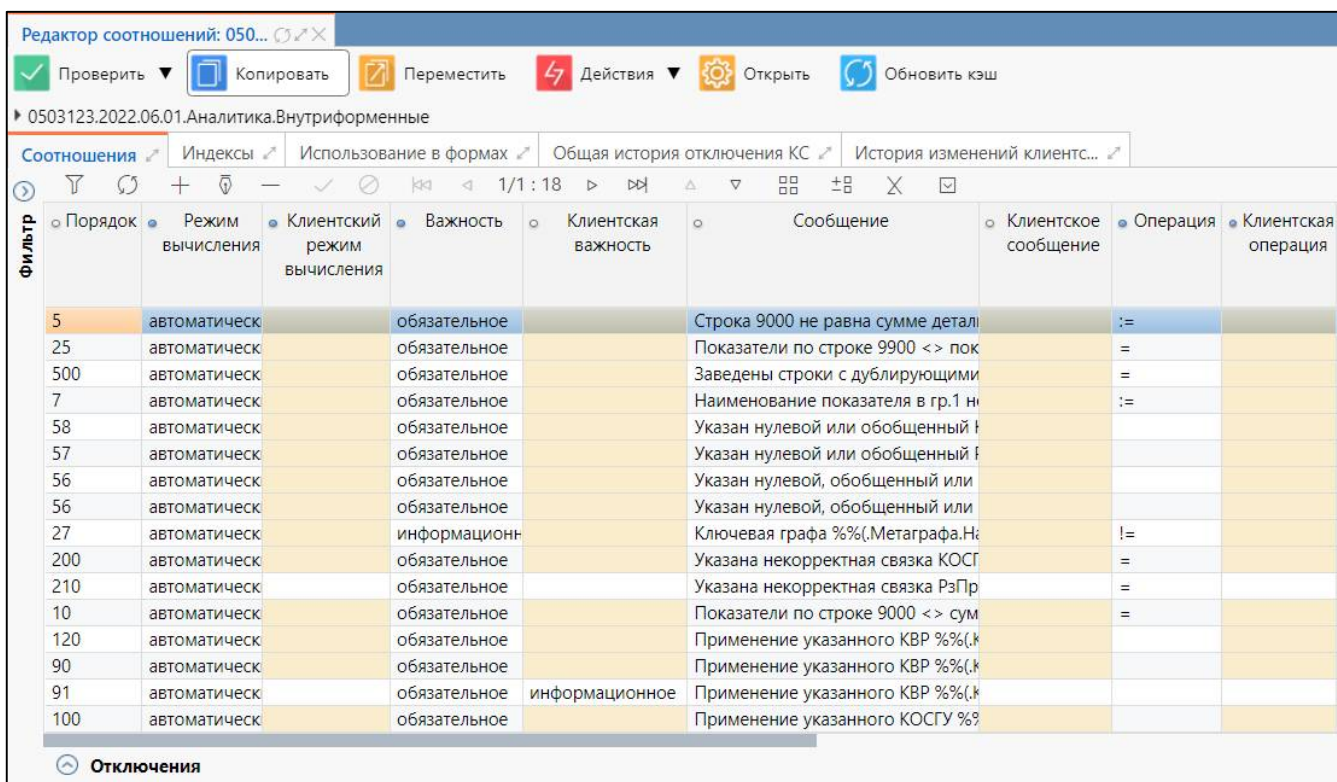 Редактор соотношений: 050...
Проверить Копировать Переместить Действия Открыть Обновить кэш
0503123.2022.06.01.Аналитика.Внутриформенные
Соотношения Индексы Использование в формах Общая история отключения КС История изменений клиентс...
1/1 : 18
Фильтр
Порядок Режим вычисления Клиентский режим вычисления Важность Клиентская важность Сообщение Клиентское сообщение Операция Клиентская операция
5 автоматическ обязательное Строка 9000 не равна сумме детал :=
25 автоматическ обязательное Показатели по строке 9900 <> пок =
500 автоматическ обязательное Заведены строки с дублирующими =
7 автоматическ обязательное Наименование показателя в гр.1 не :=
58 автоматическ обязательное Указан нулевой или обобщенный
57 автоматическ обязательное Указан нулевой или обобщенный
56 автоматическ обязательное Указан нулевой, обобщенный или
56 автоматическ обязательное Указан нулевой, обобщенный или
27 автоматическ информационн Ключевая графа %%(.Метаграфа.На !=
200 автоматическ обязательное Указана некорректная связка КОСГ =
210 автоматическ обязательное Указана некорректная связка РзПр =
10 автоматическ обязательное Показатели по строке 9000 <> сум =
120 автоматическ обязательное Применение указанного КВР %%(.К
90 автоматическ обязательное Применение указанного КВР %%(.К
91 автоматическ обязательное информационное Применение указанного КВР %%(.К
100 автоматическ обязательное Применение указанного КОСГУ %%
Отключения